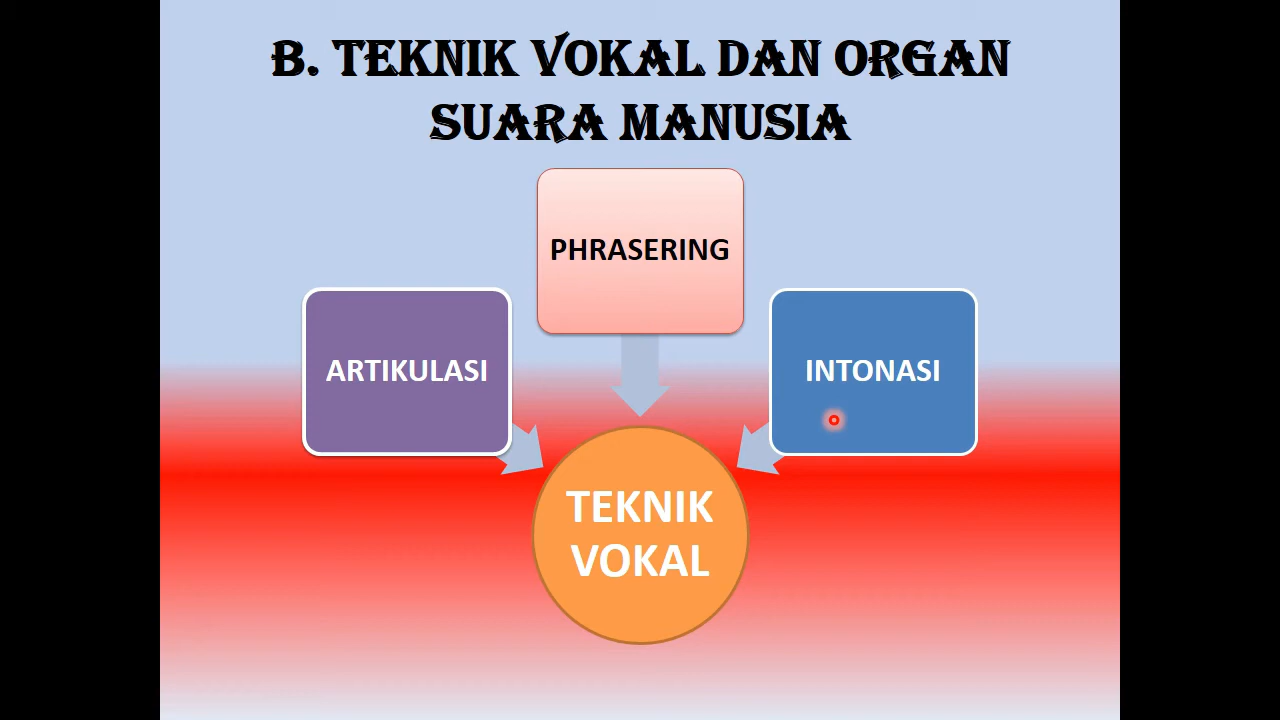 B. TEKNIK VOKAL DAN ORGAN
SUARA MANUSIA
PHRASERING
ARTIKULASI
INTONASI
TEKNIK
VOKAL